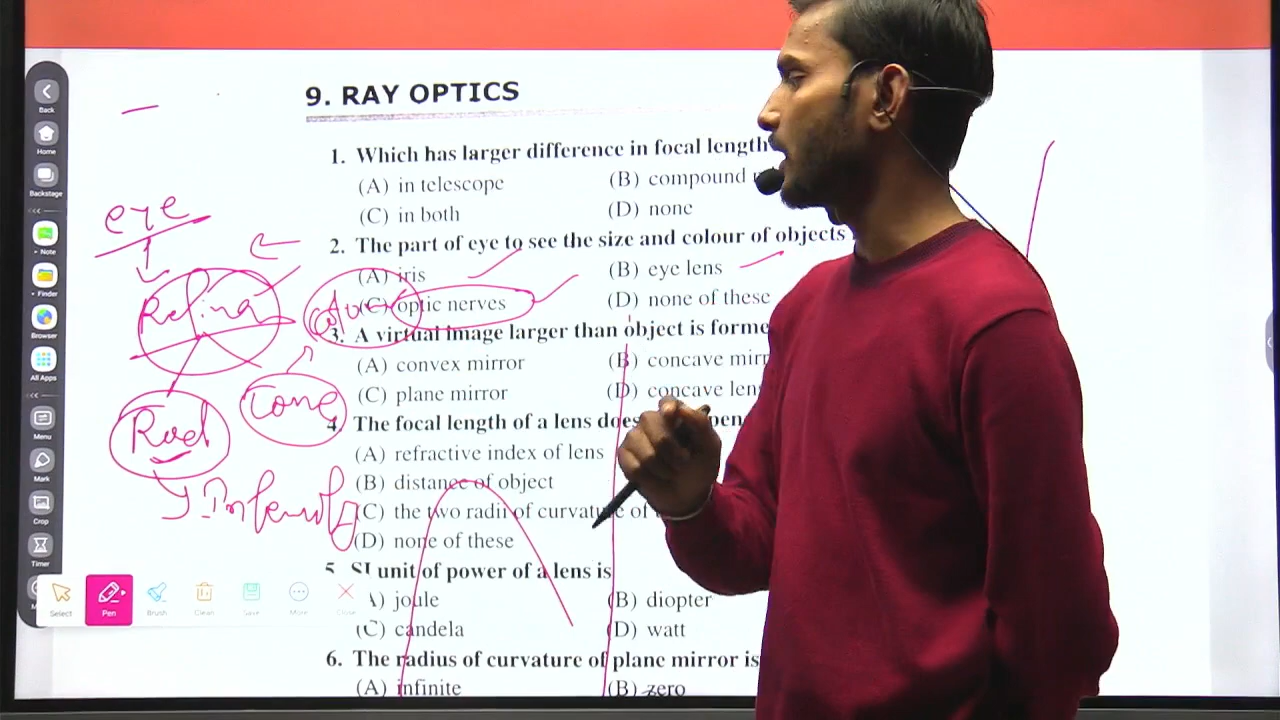 9. RAY OPTICS
1. Which has larger difference in focal length
(A) in telescope
(B) compound
(C) in both
(D) none
2. The part of eye to see the size and colour of objects
(A) iris
(B) eye lens
(C) optic nerves
(D) none of these
3. A virtual image larger than object is forme
(A) convex mirror
(B) concave mirr
(C) plane mirror
(D) concave len
4. The focal length of a lens does pen
(A) refractive index of lens
(B) distance of object
(C) the two radii of curvature of
(D) none of these
5 SI unit of power of a lens is
A) joule
(B) diopter
(C) candela
(D) watt
6. The radius of curvature of plane mirror is
(A) infinite
(B) zero
eye
Retina
Rod
Cone
Back
Home
Backstage
Note
Finder
Browser
All Apps
Menu
Mark
Crop
Timer
Select
Pen
Brush
Clean
Save
More
Close